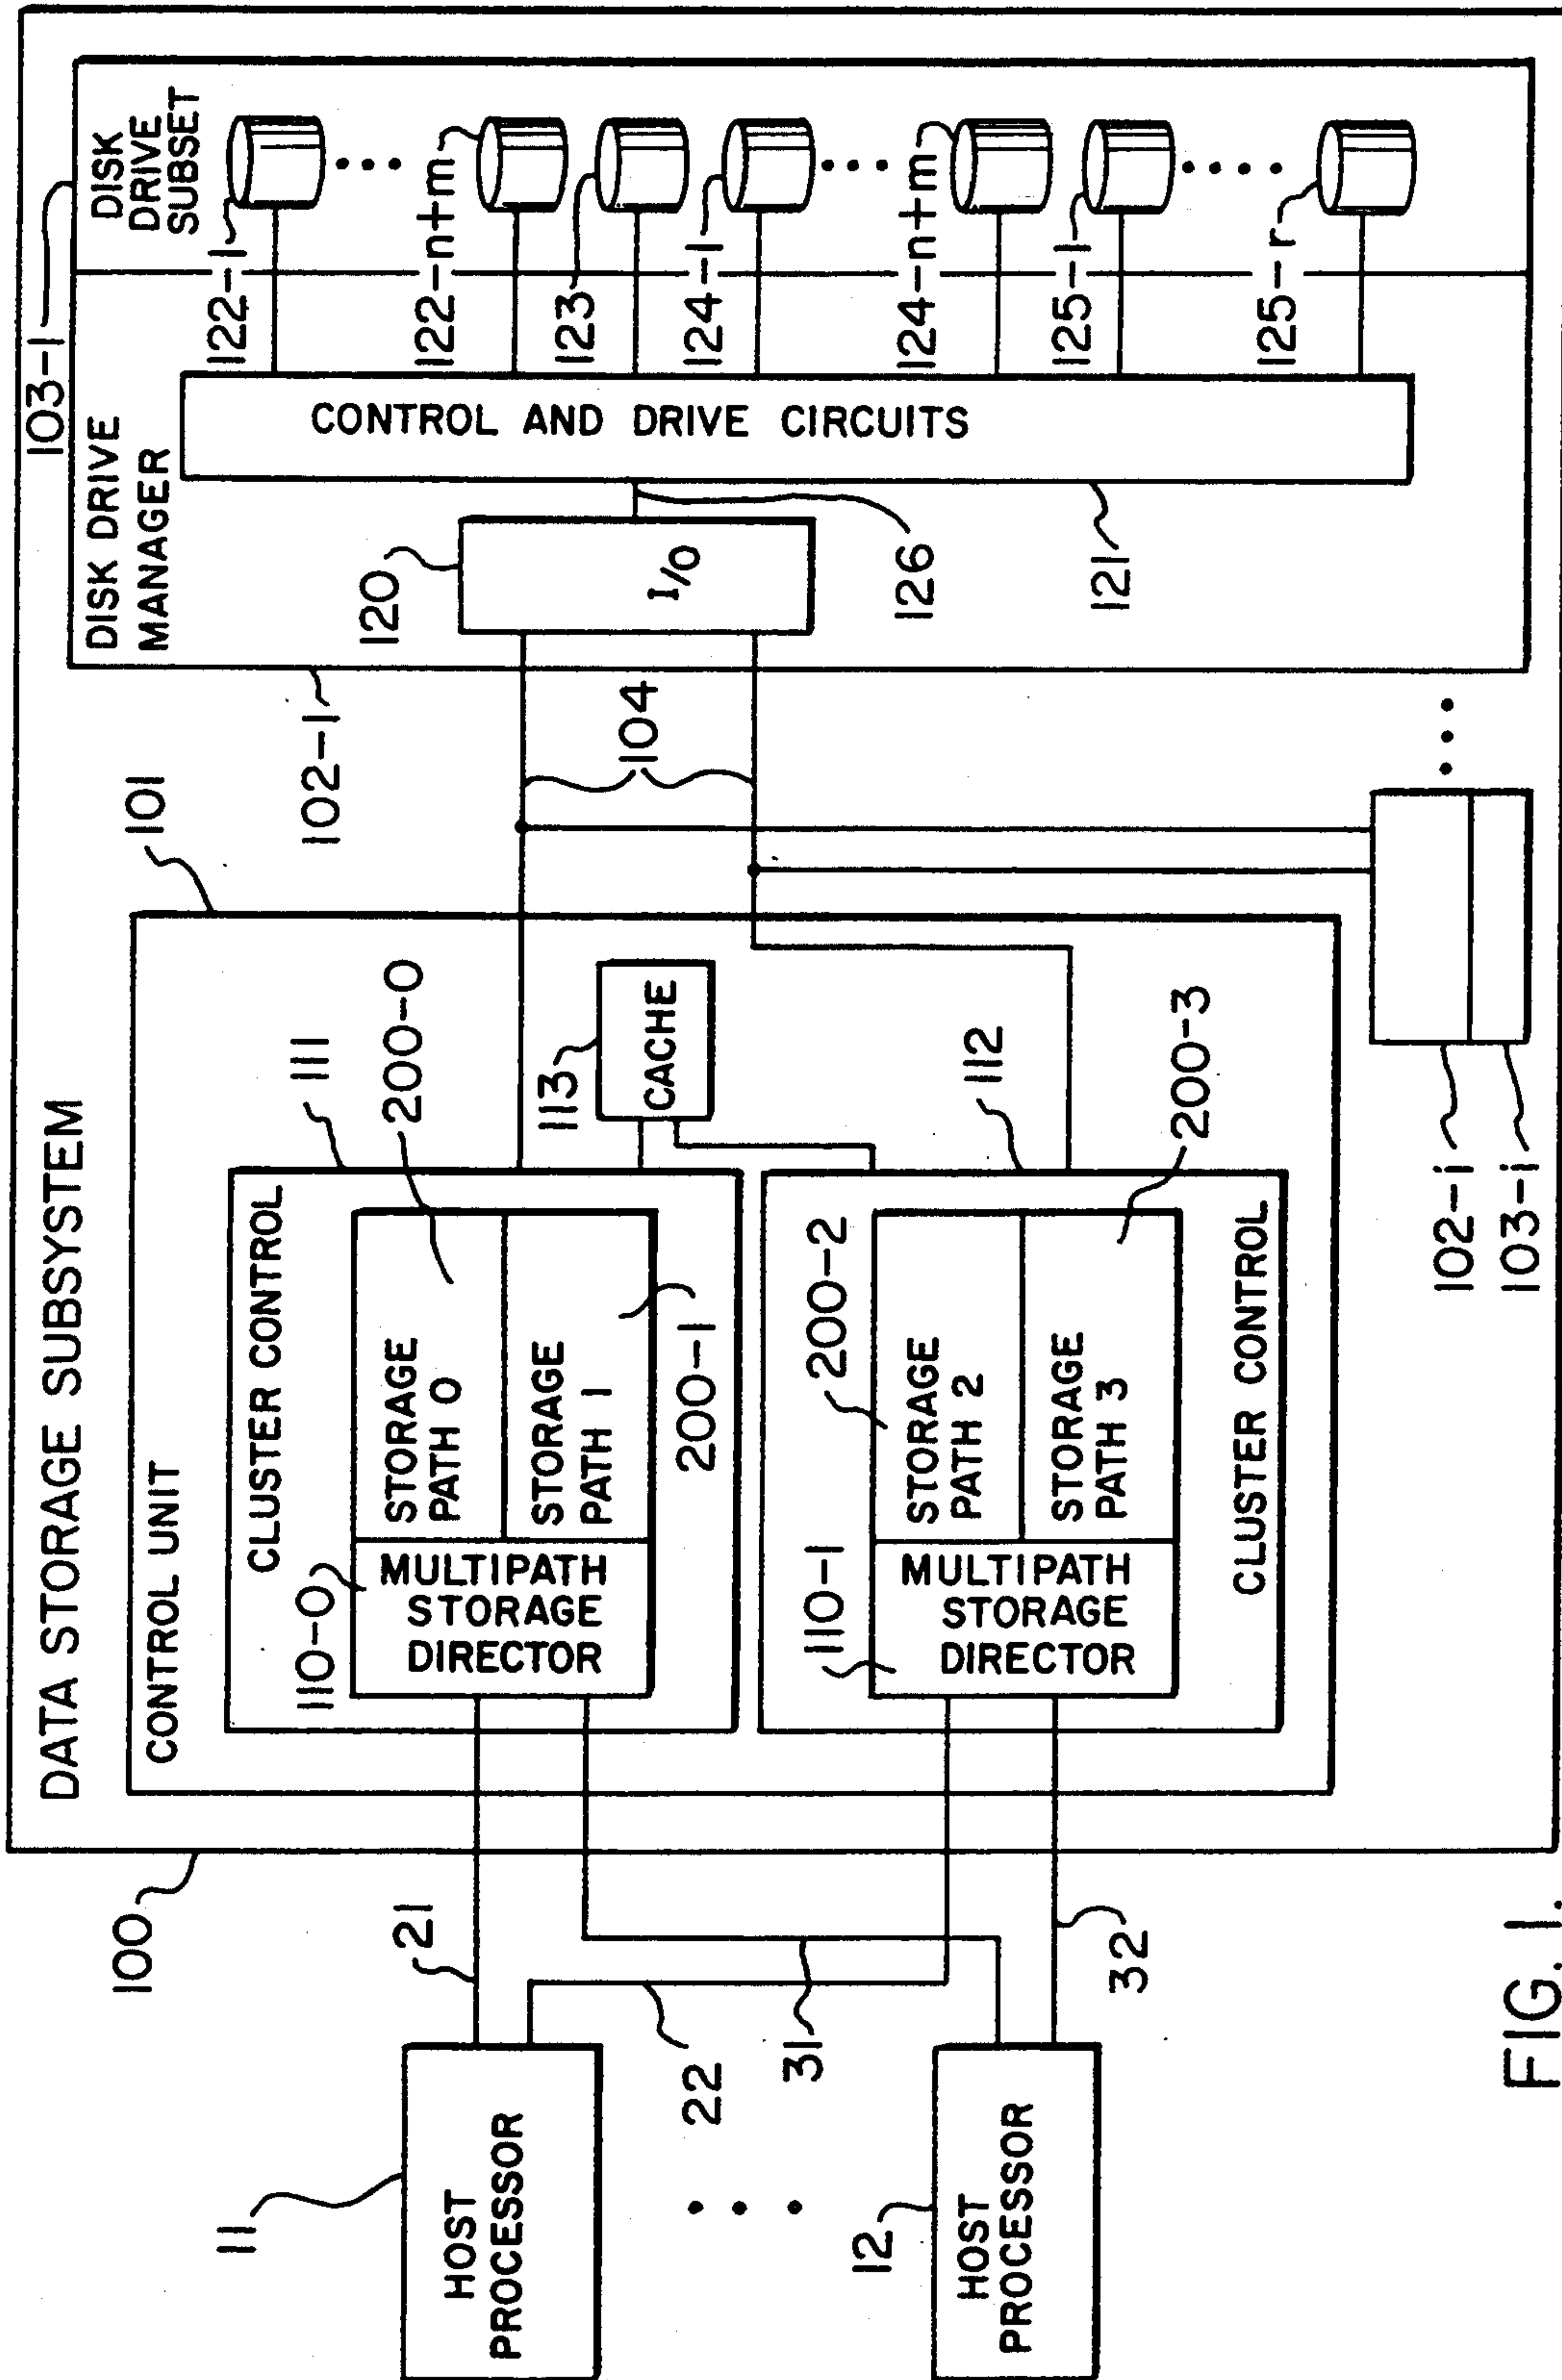 DATA STORAGE SUBSYSTEM
100
CONTROL UNIT
101
CLUSTER CONTROL
111
110-0
MULTIPATH
STORAGE
DIRECTOR
STORAGE
PATH 0
200-0
STORAGE
PATH 1
200-1
113
CACHE
110-1
MULTIPATH
STORAGE
DIRECTOR
200-2
STORAGE
PATH 2
STORAGE
PATH 3
200-3
112
CLUSTER CONTROL
11
HOST
PROCESSOR
21
22
31
32
12
HOST
PROCESSOR
102-1
103-1
DISK DRIVE
MANAGER
DISK
DRIVE
SUBSET
104
120
I/O
126
CONTROL AND DRIVE CIRCUITS
121
122-1
122-n+m
123
124-1
124-n+m
125-1
125-r
102-i
103-i
FIG. 1.